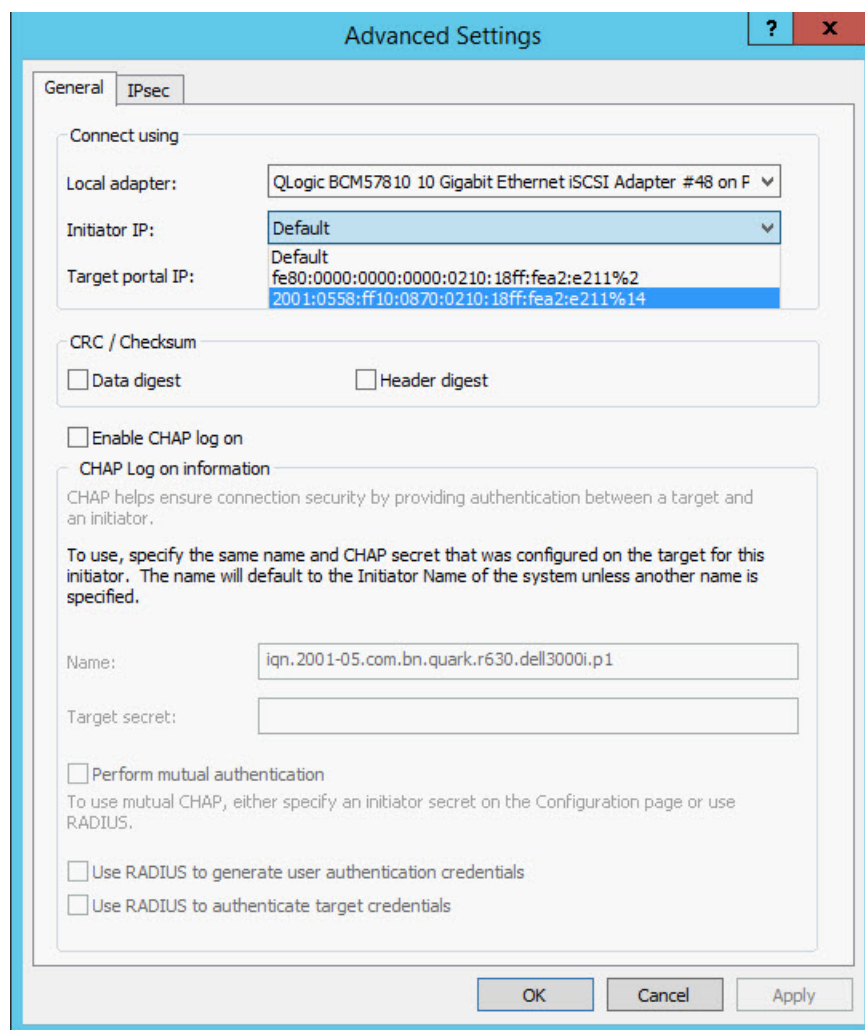 Advanced Settings
?
x
General
IPsec
Connect using
Local adapter:
QLogic BCM57810 10 Gigabit Ethernet iSCSI Adapter #48 on P
Initiator IP:
Default
Default
Target portal IP:
fe80:0000:0000:0000:0210:18ff:fea2:e211%2
2001:0558:ff10:0870:0210:18ff:fea2:e211%14
CRC / Checksum
Data digest
Header digest
Enable CHAP log on
CHAP Log on information
CHAP helps ensure connection security by providing authentication between a target and
an initiator.
To use, specify the same name and CHAP secret that was configured on the target for this
initiator. The name will default to the Initiator Name of the system unless another name is
specified.
Name:
iqn.2001-05.com.bn.quark.r630.dell3000i.p1
Target secret:
Perform mutual authentication
To use mutual CHAP, either specify an initiator secret on the Configuration page or use
RADIUS.
Use RADIUS to generate user authentication credentials
Use RADIUS to authenticate target credentials
OK
Cancel
Apply